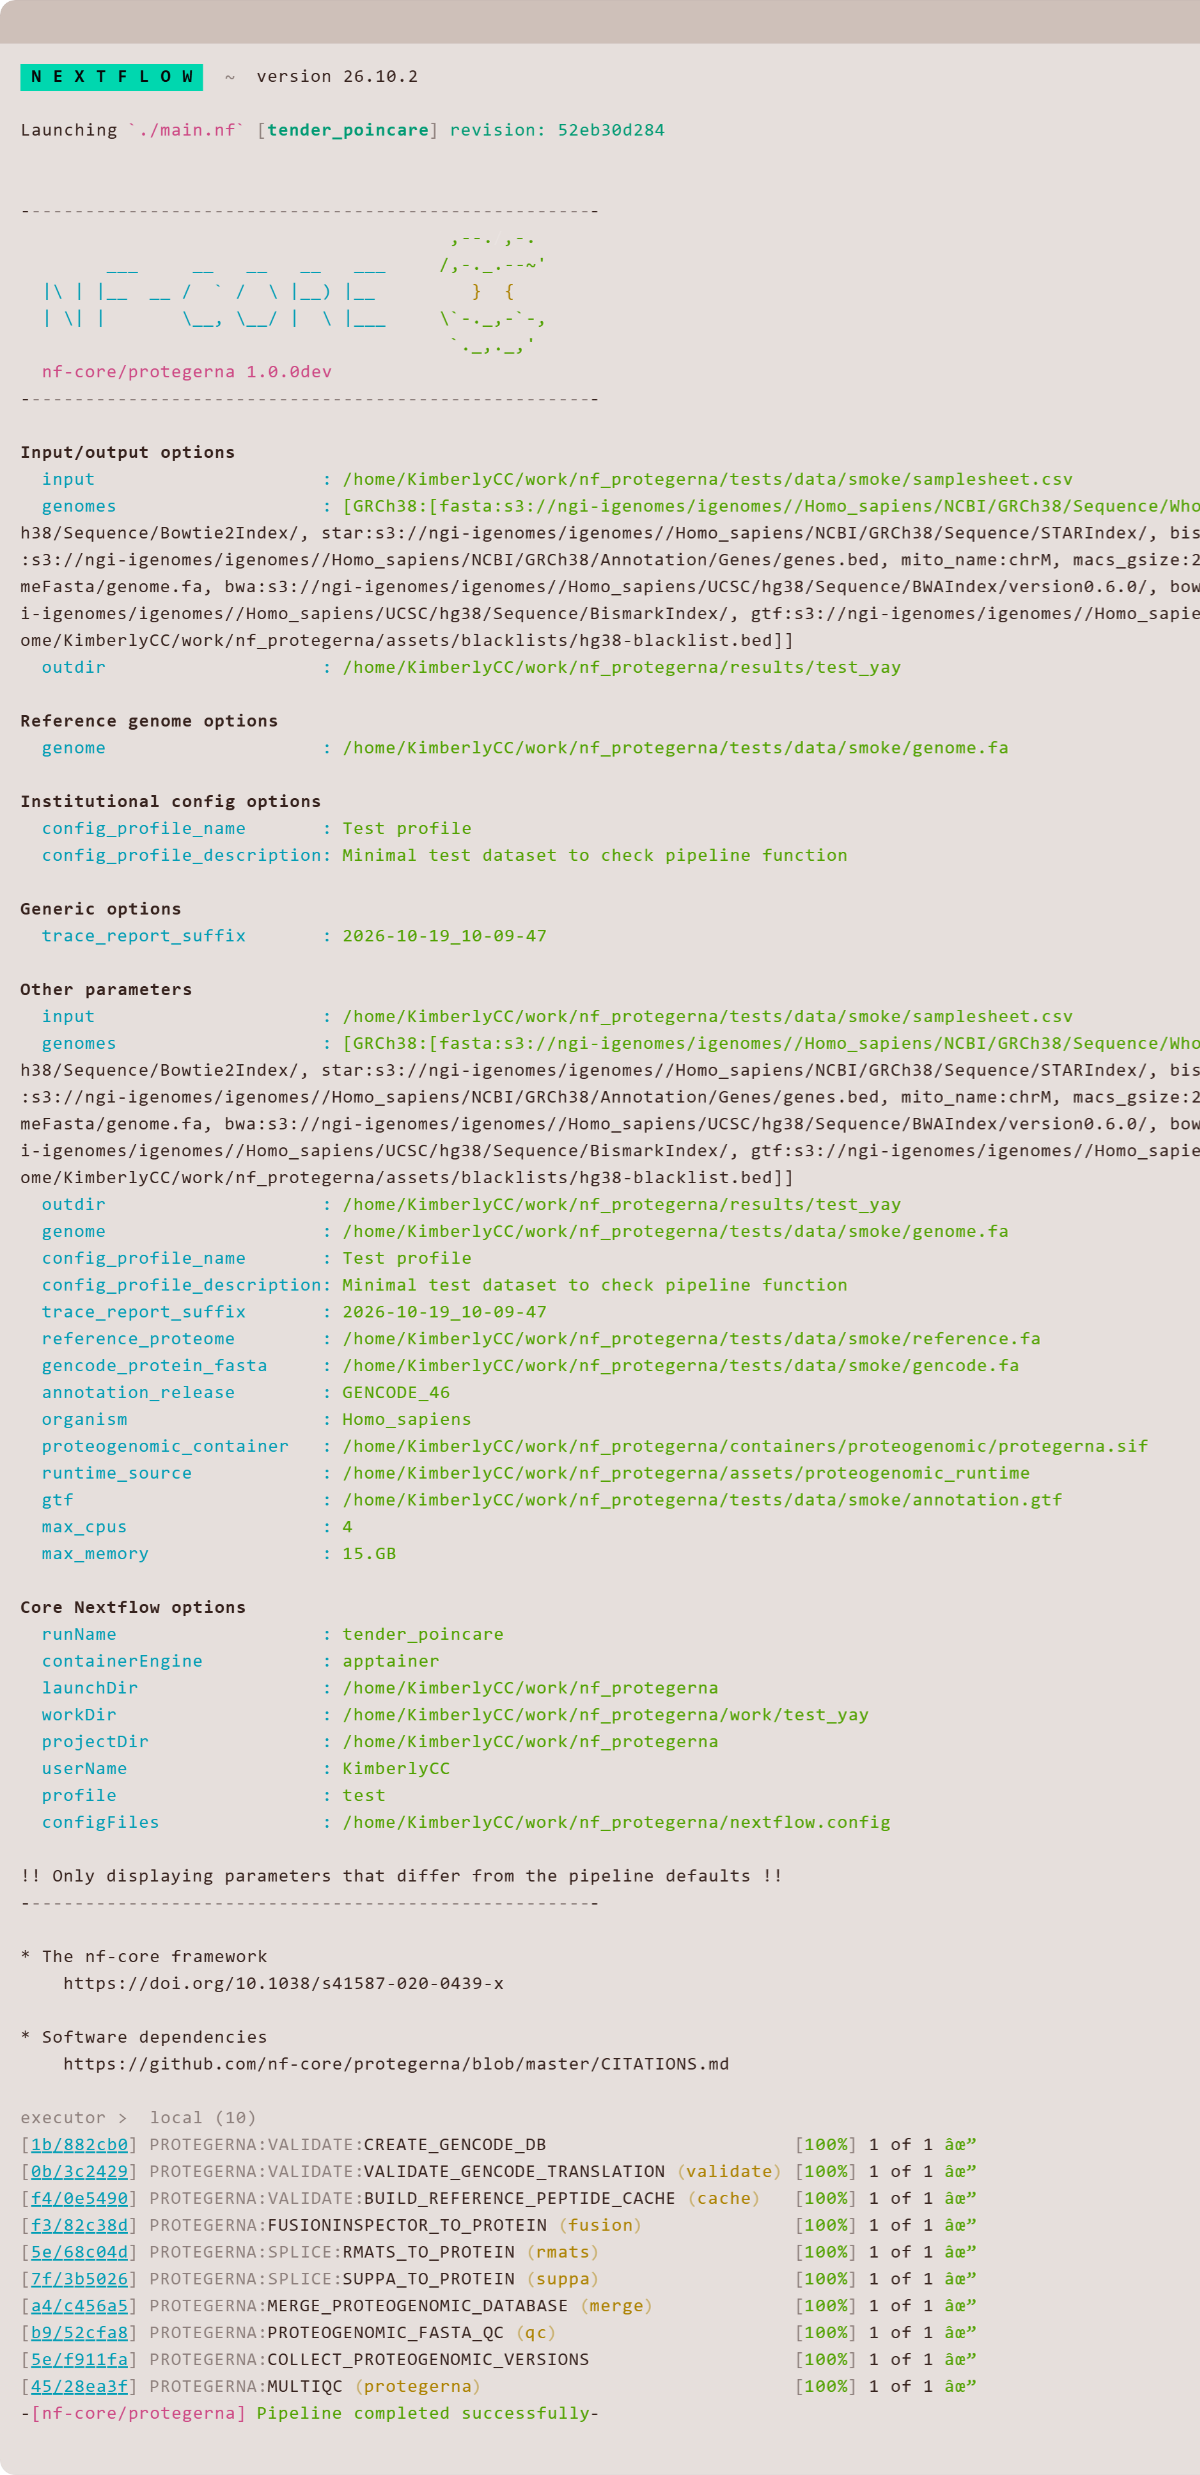 N E X T F L O W  ~  version 26.10.2
Launching `./main.nf` [tender_poincare] revision: 52eb30d284
------------------------------------------------------
                                        ,--. ,-.
        ___     __   __   __   ___     /,-._.--~'
  |\ | |__  __ /  ` /  \ |__) |__         }  {
  | \| |       \__, \__/ |  \ |___     \`-._,-`-,
                                        `._,._,'
  nf-core/protegerna 1.0.0dev
------------------------------------------------------
Input/output options
  input                     : /home/KimberlyCC/work/nf_protegerna/tests/data/smoke/samplesheet.csv
  genomes                   : [GRCh38:[fasta:s3://ngi-igenomes/igenomes//Homo_sapiens/NCBI/GRCh38/Sequence/Who
h38/Sequence/Bowtie2Index/, star:s3://ngi-igenomes/igenomes//Homo_sapiens/NCBI/GRCh38/Sequence/STARIndex/, bis
:s3://ngi-igenomes/igenomes//Homo_sapiens/NCBI/GRCh38/Annotation/Genes/genes.bed, mito_name:chrM, macs_gsize:2
meFasta/genome.fa, bwa:s3://ngi-igenomes/igenomes//Homo_sapiens/UCSC/hg38/Sequence/BWAIndex/version0.6.0/, bow
i-igenomes/igenomes//Homo_sapiens/UCSC/hg38/Sequence/BismarkIndex/, gtf:s3://ngi-igenomes/igenomes//Homo_sapie
ome/KimberlyCC/work/nf_protegerna/assets/blacklists/hg38-blacklist.bed]]
  outdir                    : /home/KimberlyCC/work/nf_protegerna/results/test_yay
Reference genome options
  genome                    : /home/KimberlyCC/work/nf_protegerna/tests/data/smoke/genome.fa
Institutional config options
  config_profile_name       : Test profile
  config_profile_description: Minimal test dataset to check pipeline function
Generic options
  trace_report_suffix       : 2026-10-19_10-09-47
Other parameters
  input                     : /home/KimberlyCC/work/nf_protegerna/tests/data/smoke/samplesheet.csv
  genomes                   : [GRCh38:[fasta:s3://ngi-igenomes/igenomes//Homo_sapiens/NCBI/GRCh38/Sequence/Who
h38/Sequence/Bowtie2Index/, star:s3://ngi-igenomes/igenomes//Homo_sapiens/NCBI/GRCh38/Sequence/STARIndex/, bis
:s3://ngi-igenomes/igenomes//Homo_sapiens/NCBI/GRCh38/Annotation/Genes/genes.bed, mito_name:chrM, macs_gsize:2
meFasta/genome.fa, bwa:s3://ngi-igenomes/igenomes//Homo_sapiens/UCSC/hg38/Sequence/BWAIndex/version0.6.0/, bow
i-igenomes/igenomes//Homo_sapiens/UCSC/hg38/Sequence/BismarkIndex/, gtf:s3://ngi-igenomes/igenomes//Homo_sapie
ome/KimberlyCC/work/nf_protegerna/assets/blacklists/hg38-blacklist.bed]]
  outdir                    : /home/KimberlyCC/work/nf_protegerna/results/test_yay
  genome                    : /home/KimberlyCC/work/nf_protegerna/tests/data/smoke/genome.fa
  config_profile_name       : Test profile
  config_profile_description: Minimal test dataset to check pipeline function
  trace_report_suffix       : 2026-10-19_10-09-47
  reference_proteome        : /home/KimberlyCC/work/nf_protegerna/tests/data/smoke/reference.fa
  gencode_protein_fasta     : /home/KimberlyCC/work/nf_protegerna/tests/data/smoke/gencode.fa
  annotation_release        : GENCODE_46
  organism                  : Homo_sapiens
  proteogenomic_container   : /home/KimberlyCC/work/nf_protegerna/containers/proteogenomic/protegerna.sif
  runtime_source            : /home/KimberlyCC/work/nf_protegerna/assets/proteogenomic_runtime
  gtf                       : /home/KimberlyCC/work/nf_protegerna/tests/data/smoke/annotation.gtf
  max_cpus                  : 4
  max_memory                : 15.GB
Core Nextflow options
  runName                   : tender_poincare
  containerEngine           : apptainer
  launchDir                 : /home/KimberlyCC/work/nf_protegerna
  workDir                   : /home/KimberlyCC/work/nf_protegerna/work/test_yay
  projectDir                : /home/KimberlyCC/work/nf_protegerna
  userName                  : KimberlyCC
  profile                   : test
  configFiles               : /home/KimberlyCC/work/nf_protegerna/nextflow.config
!! Only displaying parameters that differ from the pipeline defaults !!
------------------------------------------------------
* The nf-core framework
    https://doi.org/10.1038/s41587-020-0439-x
* Software dependencies
    https://github.com/nf-core/protegerna/blob/master/CITATIONS.md
executor >  local (10)
[1b/882cb0] PROTEGERNA:VALIDATE:CREATE_GENCODE_DB                       [100%] 1 of 1 âœ”
[0b/3c2429] PROTEGERNA:VALIDATE:VALIDATE_GENCODE_TRANSLATION (validate) [100%] 1 of 1 âœ”
[f4/0e5490] PROTEGERNA:VALIDATE:BUILD_REFERENCE_PEPTIDE_CACHE (cache)   [100%] 1 of 1 âœ”
[f3/82c38d] PROTEGERNA:FUSIONINSPECTOR_TO_PROTEIN (fusion)              [100%] 1 of 1 âœ”
[5e/68c04d] PROTEGERNA:SPLICE:RMATS_TO_PROTEIN (rmats)                  [100%] 1 of 1 âœ”
[7f/3b5026] PROTEGERNA:SPLICE:SUPPA_TO_PROTEIN (suppa)                  [100%] 1 of 1 âœ”
[a4/c456a5] PROTEGERNA:MERGE_PROTEOGENOMIC_DATABASE (merge)             [100%] 1 of 1 âœ”
[b9/52cfa8] PROTEGERNA:PROTEOGENOMIC_FASTA_QC (qc)                      [100%] 1 of 1 âœ”
[5e/f911fa] PROTEGERNA:COLLECT_PROTEOGENOMIC_VERSIONS                   [100%] 1 of 1 âœ”
[45/28ea3f] PROTEGERNA:MULTIQC (protegerna)                             [100%] 1 of 1 âœ”
-[nf-core/protegerna] Pipeline completed successfully-